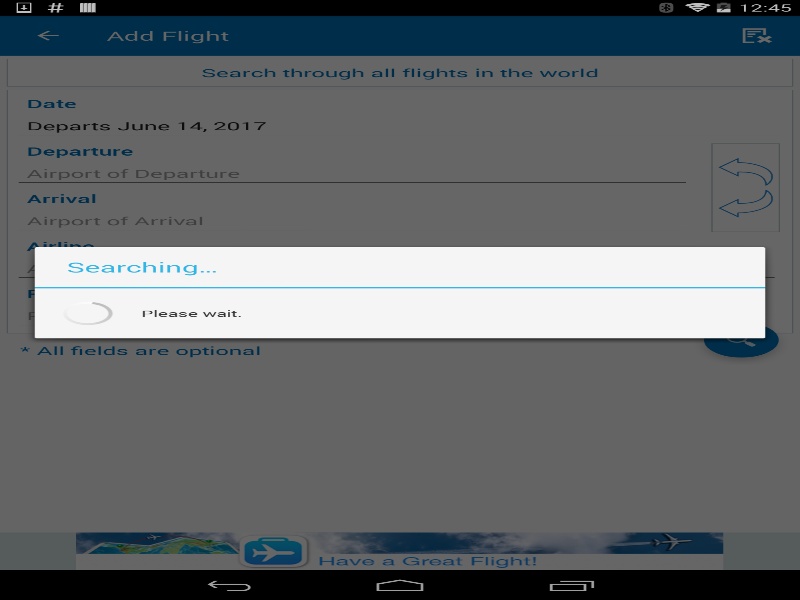 12:45
Add Flight
Search through all flights in the world
Date
Departs June 14, 2017
Departure
Airport of Departure
Arrival
Airport of Arrival
Airline
Searching...
Please wait.
* All fields are optional
Have a Great Flight!